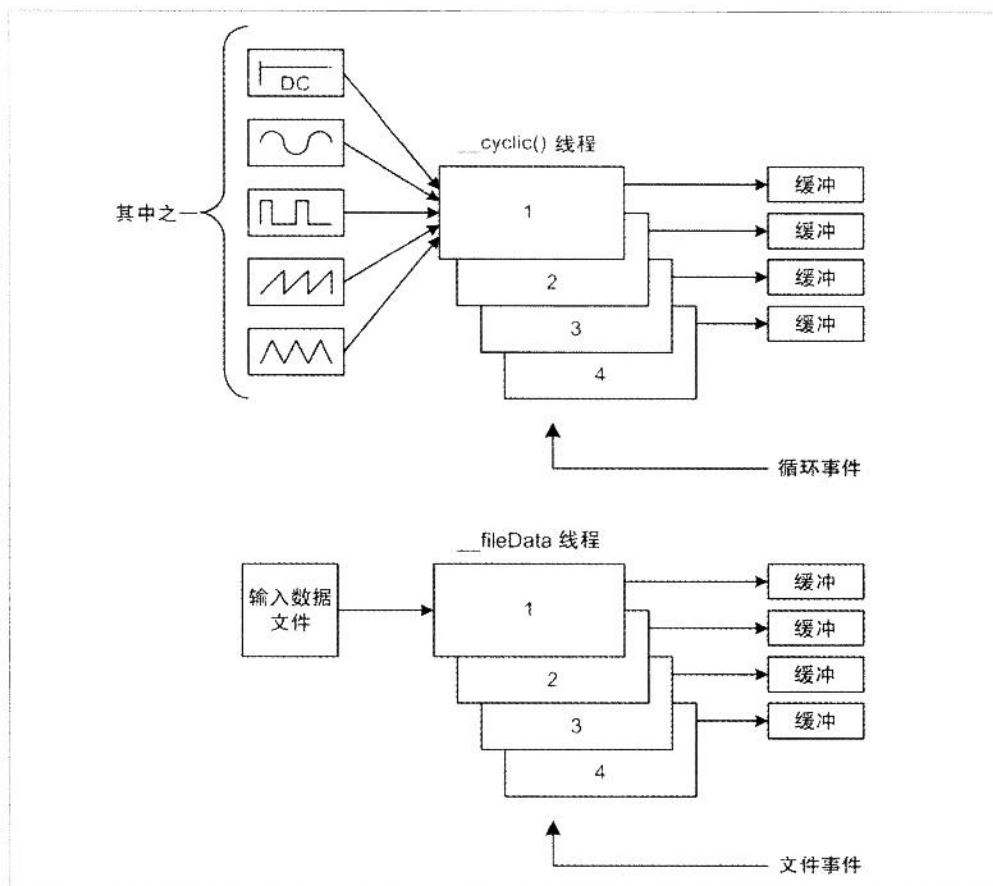 DC
__cyclic() 线程
其中之一
1
2
3
4
缓冲
缓冲
缓冲
缓冲
循环事件
__fileData 线程
输入数据
文件
1
2
3
4
缓冲
缓冲
缓冲
缓冲
文件事件